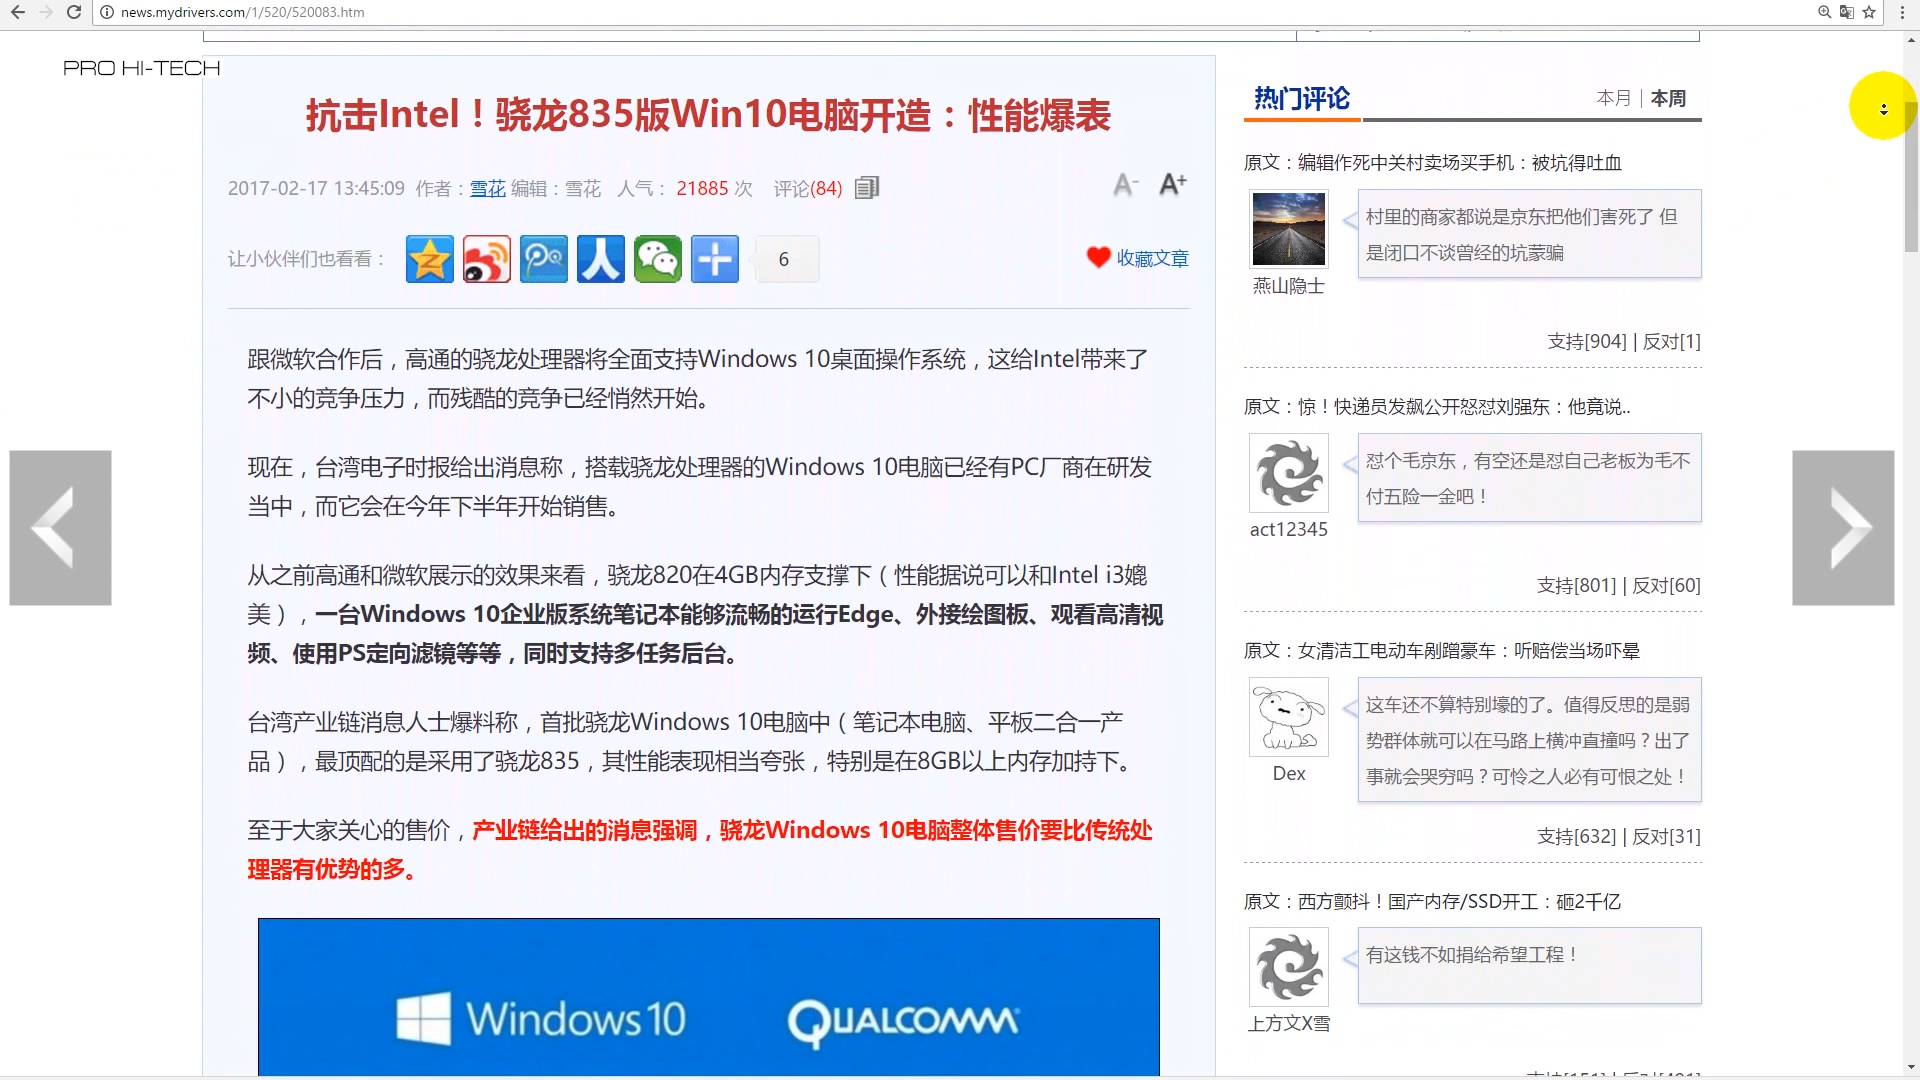 news.mydrivers.com/1/520/520083.htm
PRO HI-TECH
抗击Intel！骁龙835版Win10电脑开造：性能爆表
2017-02-17 13:45:09 作者：雪花 编辑：雪花 人气： 21885 次 评论(84)
A- A+
让小伙伴们也看看：
6
收藏文章
跟微软合作后，高通的骁龙处理器将全面支持Windows 10桌面操作系统，这给Intel带来了
不小的竞争压力，而残酷的竞争已经悄然开始。
现在，台湾电子时报给出消息称，搭载骁龙处理器的Windows 10电脑已经有PC厂商在研发
当中，而它会在今年下半年开始销售。
从之前高通和微软展示的效果来看，骁龙820在4GB内存支撑下（性能据说可以和Intel i3媲
美），一台Windows 10企业版系统笔记本能够流畅的运行Edge、外接绘图板、观看高清视
频、使用PS定向滤镜等等，同时支持多任务后台。
台湾产业链消息人士爆料称，首批骁龙Windows 10电脑中（笔记本电脑、平板二合一产
品），最顶配的是采用了骁龙835，其性能表现相当夸张，特别是在8GB以上内存加持下。
至于大家关心的售价，产业链给出的消息强调，骁龙Windows 10电脑整体售价要比传统处
理器有优势的多。
Windows 10
QUALCOMM
热门评论
本月 | 本周
原文：编辑作死中关村卖场买手机：被坑得吐血
村里的商家都说是京东把他们害死了 但
是闭口不谈曾经的坑蒙骗
燕山隐士
支持[904] | 反对[1]
原文：惊！快递员发飙公开怒怼刘强东：他竟说..
怼个毛京东，有空还是怼自己老板为毛不
付五险一金吧！
act12345
支持[801] | 反对[60]
原文：女清洁工电动车剐蹭豪车：听赔偿当场吓晕
这车还不算特别壕的了。值得反思的是弱
势群体就可以在马路上横冲直撞吗？出了
事就会哭穷吗？可怜之人必有可恨之处！
Dex
支持[632] | 反对[31]
原文：西方颤抖！国产内存/SSD开工：砸2千亿
有这钱不如捐给希望工程！
上方文X雪